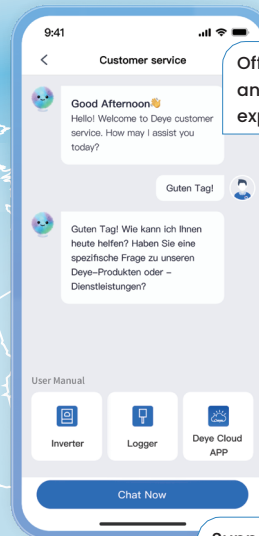 9:41
Customer service
Good Afternoon👋
Hello! Welcome to Deye customer
service. How may I assist you
today?
Guten Tag!
Guten Tag! Wie kann ich Ihnen
heute helfen? Haben Sie eine
spezifische Frage zu unseren
Deye-Produkten oder -
Dienstleistungen?
User Manual
Inverter
Logger
Deye Cloud
APP
Chat Now